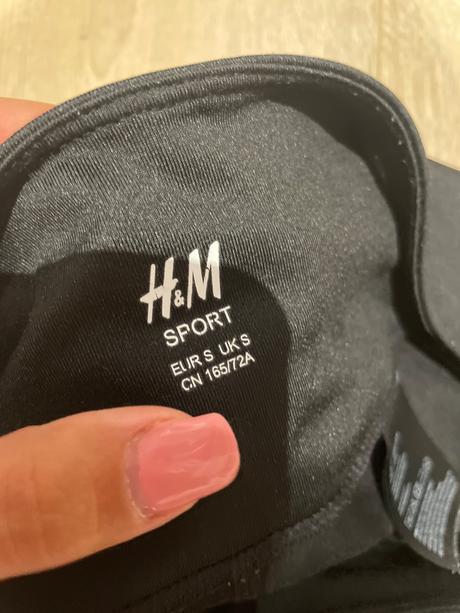 H&M
SPORT
EUR S UK S
CN 165/72A